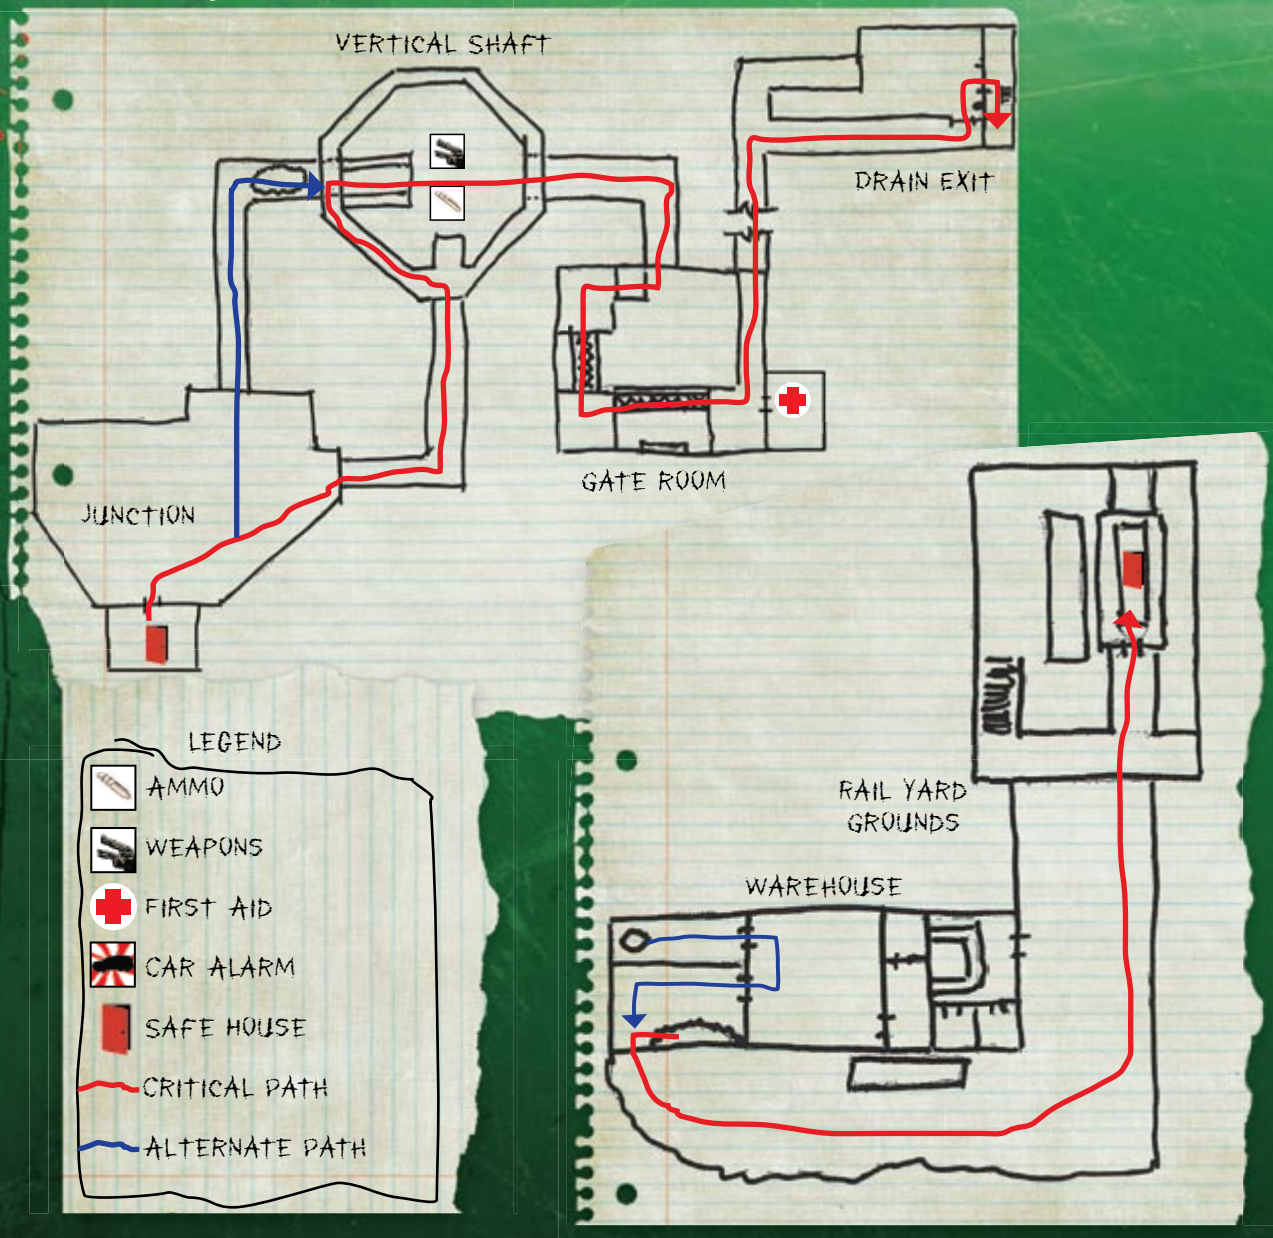 VERTICAL SHAFT
DRAIN EXIT
GATE ROOM
JUNCTION
LEGEND
AMMO
WEAPONS
FIRST AID
CAR ALARM
SAFE HOUSE
CRITICAL PATH
ALTERNATE PATH
RAIL YARD
GROUNDS
WAREHOUSE